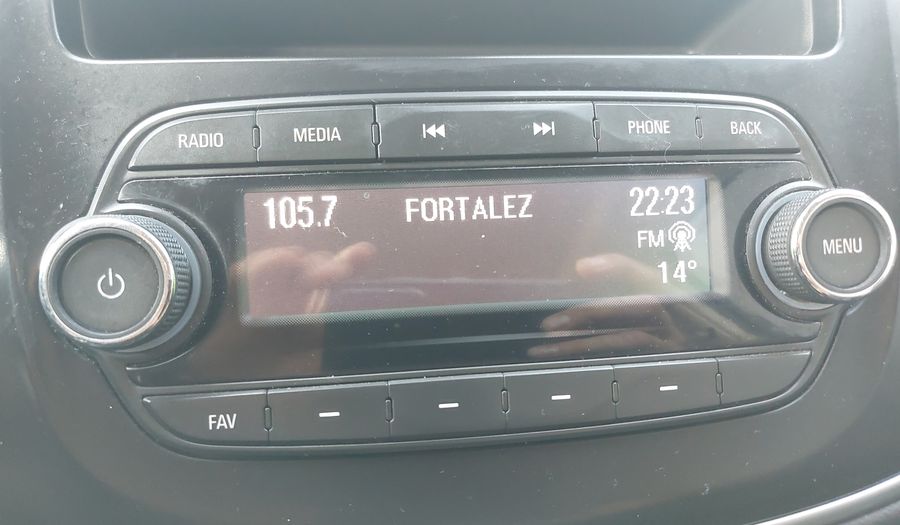 RADIO MEDIA PHONE BACK
105.7 FORTALEZ 22:23
FM
14°
MENU
FAV